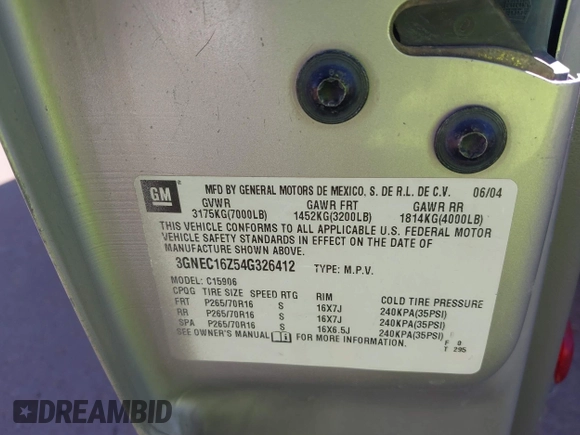 GM
MFD BY GENERAL MOTORS DE MEXICO, S. DE R.L. DE C.V. 06/04
GVWR GAWR FRT GAWR RR
3175KG(7000LB) 1452KG(3200LB) 1814KG(4000LB)
THIS VEHICLE CONFORMS TO ALL APPLICABLE U.S. FEDERAL MOTOR
VEHICLE SAFETY STANDARDS IN EFFECT ON THE DATE OF
MANUFACTURE SHOWN ABOVE.
3GNEC16Z54G326412 TYPE: M.P.V.
MODEL: C15906
CPQG TIRE SIZE SPEED RTG RIM COLD TIRE PRESSURE
FRT P265/70R16 S 16X7J 240KPA(35PSI)
RR P265/70R16 S 16X7J 240KPA(35PSI)
SPA P265/70R16 S 16X6.5J 240KPA(35PSI)
SEE OWNER'S MANUAL i FOR MORE INFORMATION.
F 0
T 295
DREAMBID